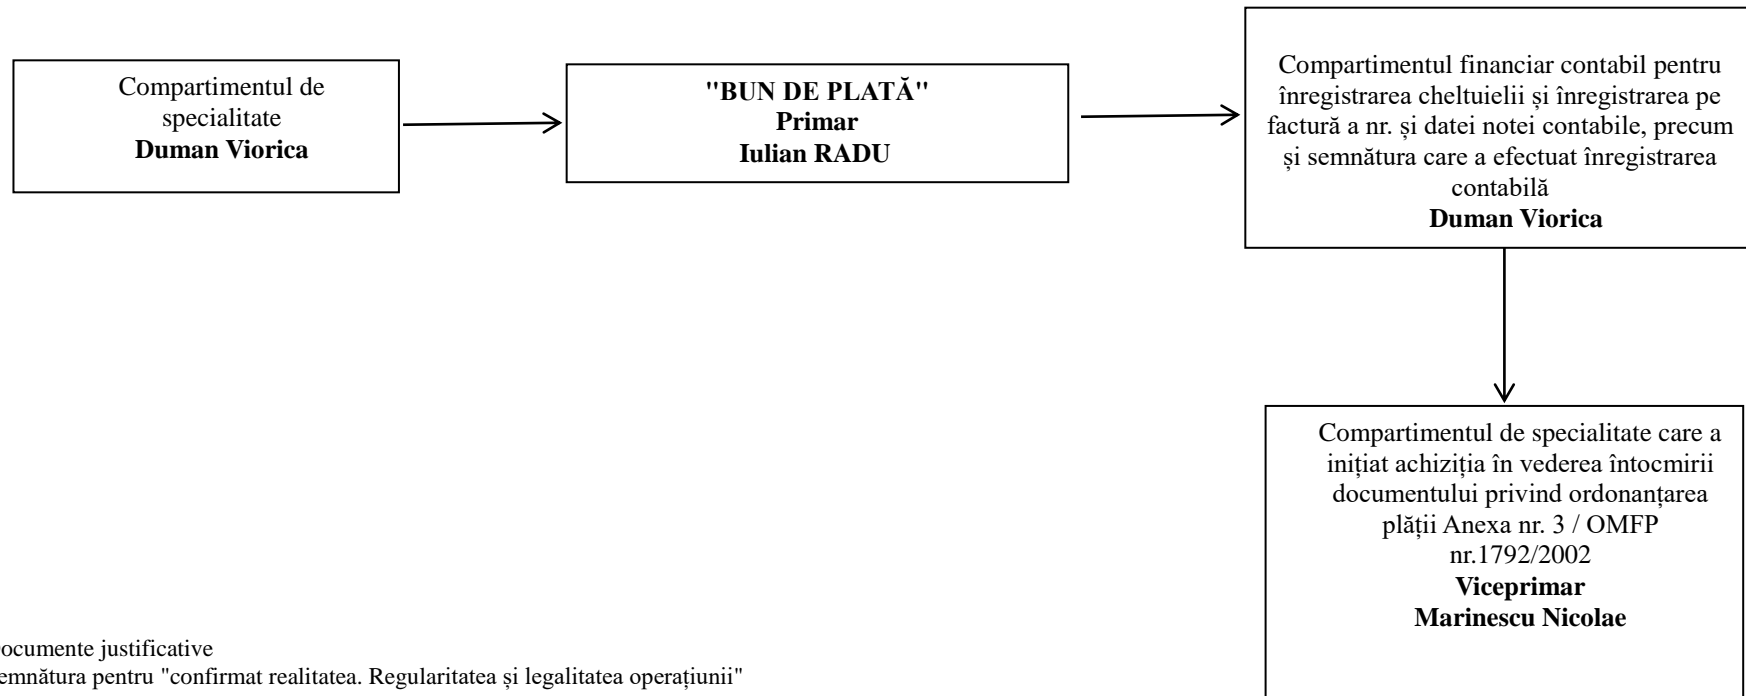 Compartimentul de
specialitate
Duman Viorica
"BUN DE PLATĂ"
Primar
Iulian RADU
Compartimentul financiar contabil pentru
înregistrarea cheltuielii și înregistrarea pe
factură a nr. și datei notei contabile, precum
și semnătura care a efectuat înregistrarea
contabilă
Duman Viorica
Compartimentul de specialitate care a
inițiat achiziția în vederea întocmirii
documentului privind ordonanțarea
plății Anexa nr. 3 / OMFP
nr.1792/2002
Viceprimar
Marinescu Nicolae
ocumente justificative
emnătura pentru "confirmat realitatea. Regularitatea și legalitatea operațiunii"